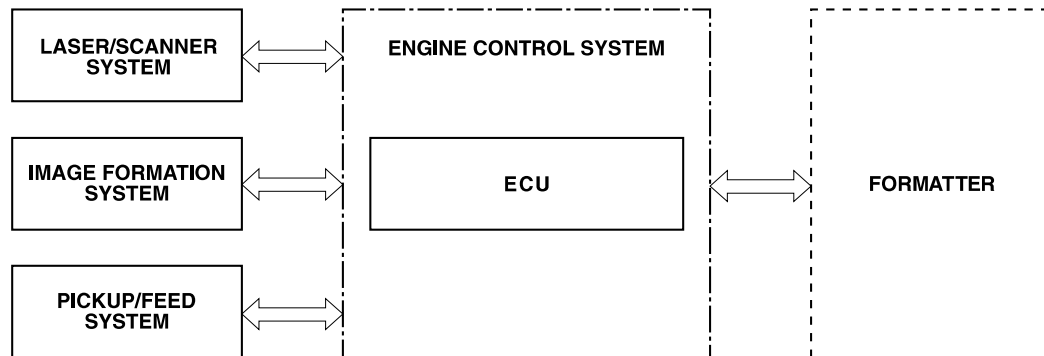 LASER/SCANNER
SYSTEM
ENGINE CONTROL SYSTEM
IMAGE FORMATION
SYSTEM
ECU
FORMATTER
PICKUP/FEED
SYSTEM